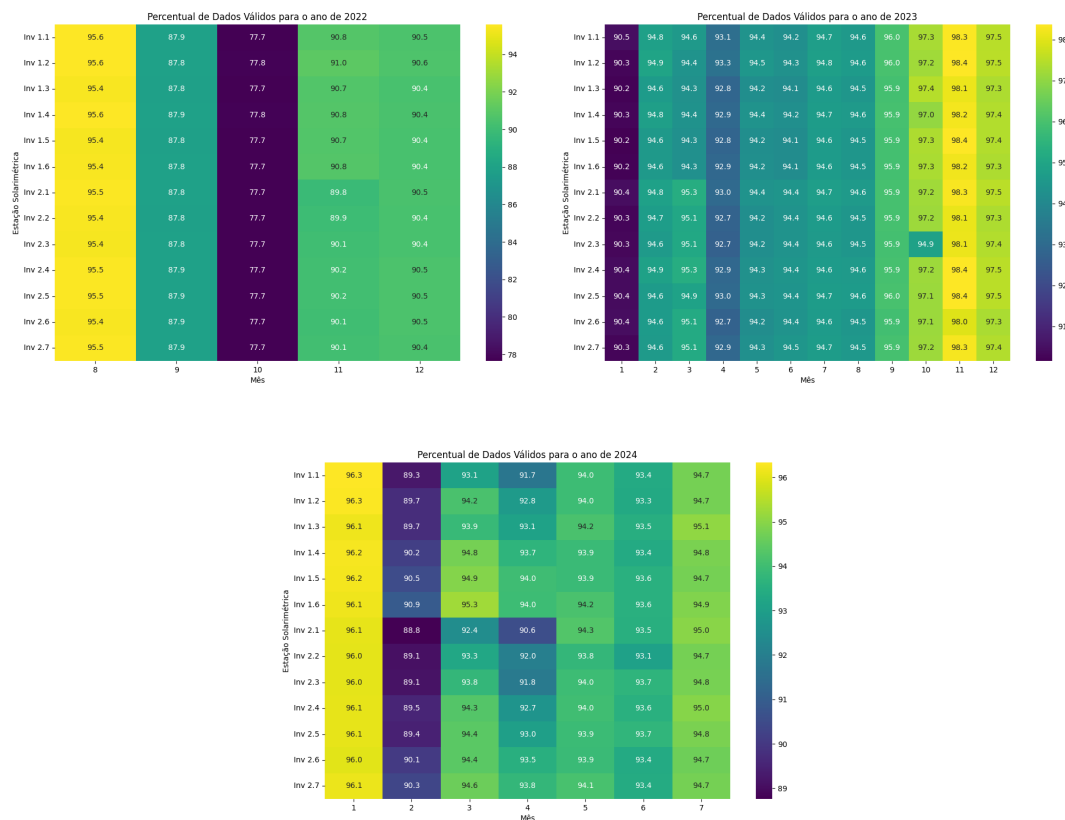 Percentual de Dados Válidos para o ano de 2022
Inv 1.1 95.6 87.9 77.7 90.8 90.5
Inv 1.2 95.6 87.8 77.8 91.0 90.6
Inv 1.3 95.4 87.8 77.7 90.7 90.4
Inv 1.4 95.6 87.9 77.8 90.8 90.4
Inv 1.5 95.4 87.8 77.7 90.7 90.4
Inv 1.6 95.4 87.8 77.7 90.8 90.4
Inv 2.1 95.5 87.8 77.7 89.8 90.5
Inv 2.2 95.4 87.8 77.7 89.9 90.4
Inv 2.3 95.4 87.8 77.7 90.1 90.4
Inv 2.4 95.5 87.9 77.7 90.2 90.5
Inv 2.5 95.5 87.9 77.7 90.2 90.5
Inv 2.6 95.4 87.9 77.7 90.1 90.5
Inv 2.7 95.5 87.9 77.7 90.1 90.4
8 9 10 11 12
Mês
Estação Solarimétrica
94
92
90
88
86
84
82
80
78
Percentual de Dados Válidos para o ano de 2023
Inv 1.1 90.5 94.8 94.6 93.1 94.4 94.2 94.7 94.6 96.0 97.3 98.3 97.5
Inv 1.2 90.3 94.9 94.4 93.3 94.5 94.3 94.8 94.6 96.0 97.2 98.4 97.5
Inv 1.3 90.2 94.6 94.3 92.8 94.2 94.1 94.6 94.5 95.9 97.4 98.1 97.3
Inv 1.4 90.3 94.8 94.4 92.9 94.4 94.2 94.6 94.5 95.9 97.0 98.2 97.4
Inv 1.5 90.2 94.6 94.3 92.8 94.2 94.1 94.6 94.5 95.9 97.2 98.1 97.3
Inv 1.6 90.2 94.6 94.3 92.9 94.2 94.1 94.6 94.5 95.9 97.2 98.3 97.3
Inv 2.1 90.4 94.8 95.3 93.0 94.4 94.4 94.7 94.6 95.9 97.2 98.3 97.5
Inv 2.2 90.3 94.7 95.1 92.7 94.2 94.4 94.6 94.5 95.9 97.2 98.1 97.3
Inv 2.3 90.3 94.6 95.1 92.7 94.2 94.4 94.6 94.5 95.9 94.9 98.1 97.4
Inv 2.4 90.4 94.9 95.3 92.9 94.3 94.4 94.6 94.6 95.9 97.2 98.4 97.5
Inv 2.5 90.4 94.6 94.9 93.0 94.3 94.4 94.7 94.6 96.0 97.1 98.4 97.5
Inv 2.6 90.4 94.6 95.1 92.7 94.2 94.4 94.6 94.5 95.9 97.1 98.0 97.3
Inv 2.7 90.3 94.6 95.1 92.9 94.3 94.5 94.6 94.5 95.9 97.2 98.3 97.4
1 2 3 4 5 6 7 8 9 10 11 12
Mês
Estação Solarimétrica
98
97
96
95
94
93
92
91
Percentual de Dados Válidos para o ano de 2024
Inv 1.1 96.3 89.3 93.1 91.7 94.0 93.4 94.7
Inv 1.2 96.3 89.7 94.2 92.8 94.0 93.3 94.7
Inv 1.3 96.1 89.7 93.9 93.1 94.2 93.5 95.1
Inv 1.4 96.2 90.2 94.8 93.7 93.9 93.4 94.8
Inv 1.5 96.2 90.5 94.9 94.0 93.9 93.6 94.7
Inv 1.6 96.1 90.9 95.3 94.0 94.2 93.6 94.9
Inv 2.1 96.1 88.8 92.4 90.6 94.3 93.5 95.0
Inv 2.2 96.0 89.1 93.3 92.0 93.8 93.1 94.7
Inv 2.3 96.0 89.1 93.8 91.8 94.0 93.7 94.8
Inv 2.4 96.1 89.5 94.3 92.7 94.0 93.6 95.0
Inv 2.5 96.1 89.4 94.4 93.0 93.9 93.7 94.8
Inv 2.6 96.0 90.1 94.4 93.5 93.9 93.4 94.7
Inv 2.7 96.1 90.3 94.6 93.8 94.1 93.4 94.7
1 2 3 4 5 6 7
Mês
Estação Solarimétrica
96
95
94
93
92
91
90
89